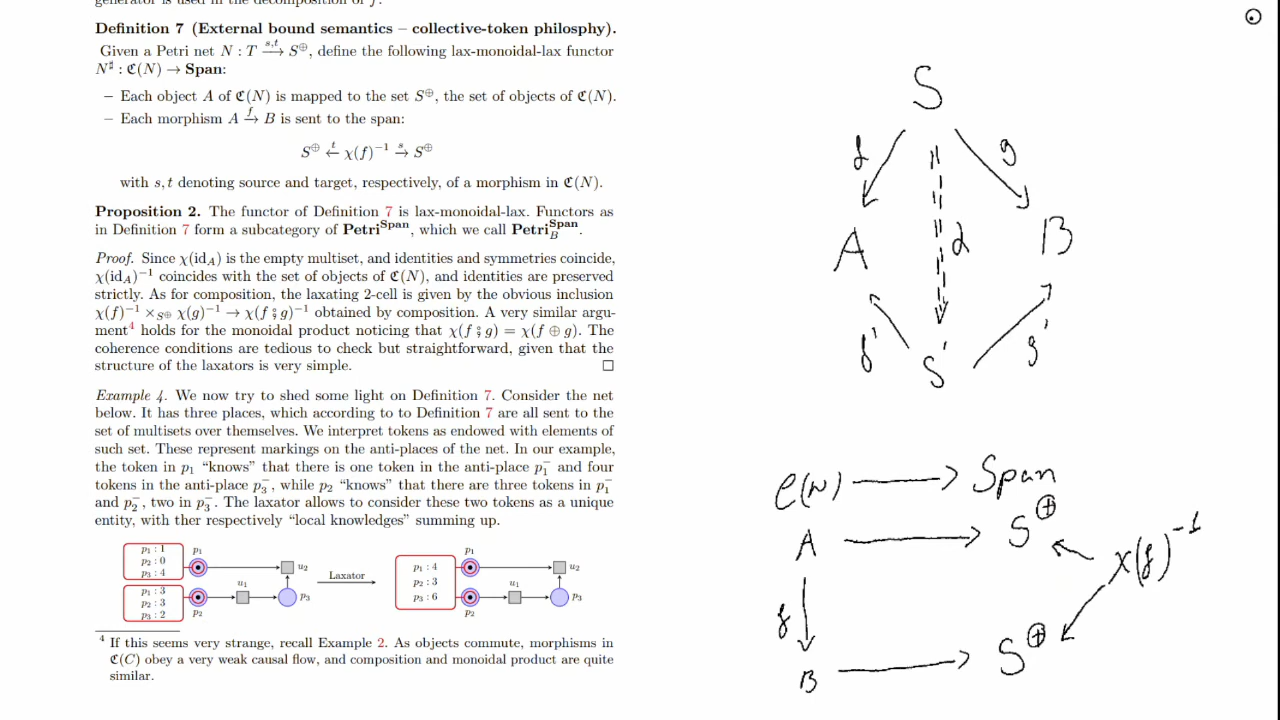 generator is used in the decomposition of f.
Definition 7 (External bound semantics – collective-token philosphy).
Given a Petri net N : T —s,t→ S⊕, define the following lax-monoidal-lax functor
N♯ : ℭ(N) → Span:
– Each object A of ℭ(N) is mapped to the set S⊕, the set of objects of ℭ(N).
– Each morphism A —f→ B is sent to the span:
S⊕ ←t— χ(f)−1 —s→ S⊕
with s, t denoting source and target, respectively, of a morphism in ℭ(N).
Proposition 2. The functor of Definition 7 is lax-monoidal-lax. Functors as
in Definition 7 form a subcategory of PetriSpan, which we call PetriSpanB.
Proof. Since χ(idA) is the empty multiset, and identities and symmetries coincide,
χ(idA)−1 coincides with the set of objects of ℭ(N), and identities are preserved
strictly. As for composition, the laxating 2-cell is given by the obvious inclusion
χ(f)−1 ×S⊕ χ(g)−1 → χ(f ⨾ g)−1 obtained by composition. A very similar argu-
ment4 holds for the monoidal product noticing that χ(f ⨾ g) = χ(f ⊕ g). The
coherence conditions are tedious to check but straightforward, given that the
structure of the laxators is very simple. □
Example 4. We now try to shed some light on Definition 7. Consider the net
below. It has three places, which according to to Definition 7 are all sent to the
set of multisets over themselves. We interpret tokens as endowed with elements of
such set. These represent markings on the anti-places of the net. In our example,
the token in p1 “knows” that there is one token in the anti-place p1− and four
tokens in the anti-place p3−, while p2 “knows” that there are three tokens in p1−
and p2−, two in p3−. The laxator allows to consider these two tokens as a unique
entity, with ther respectively “local knowledges” summing up.
p1 : 1
p2 : 0
p3 : 4
p1
u2
p1 : 3
p2 : 3
p3 : 2
p2
u1
p3
Laxator
p1 : 4
p2 : 3
p3 : 6
p1
u2
u1
p2
p3
4 If this seems very strange, recall Example 2. As objects commute, morphisms in
ℭ(C) obey a very weak causal flow, and composition and monoidal product are quite
similar.
S
f g
A α B
f' g'
S'
C(N) → Span
A → S⊕
f χ(f)−1
B → S⊕